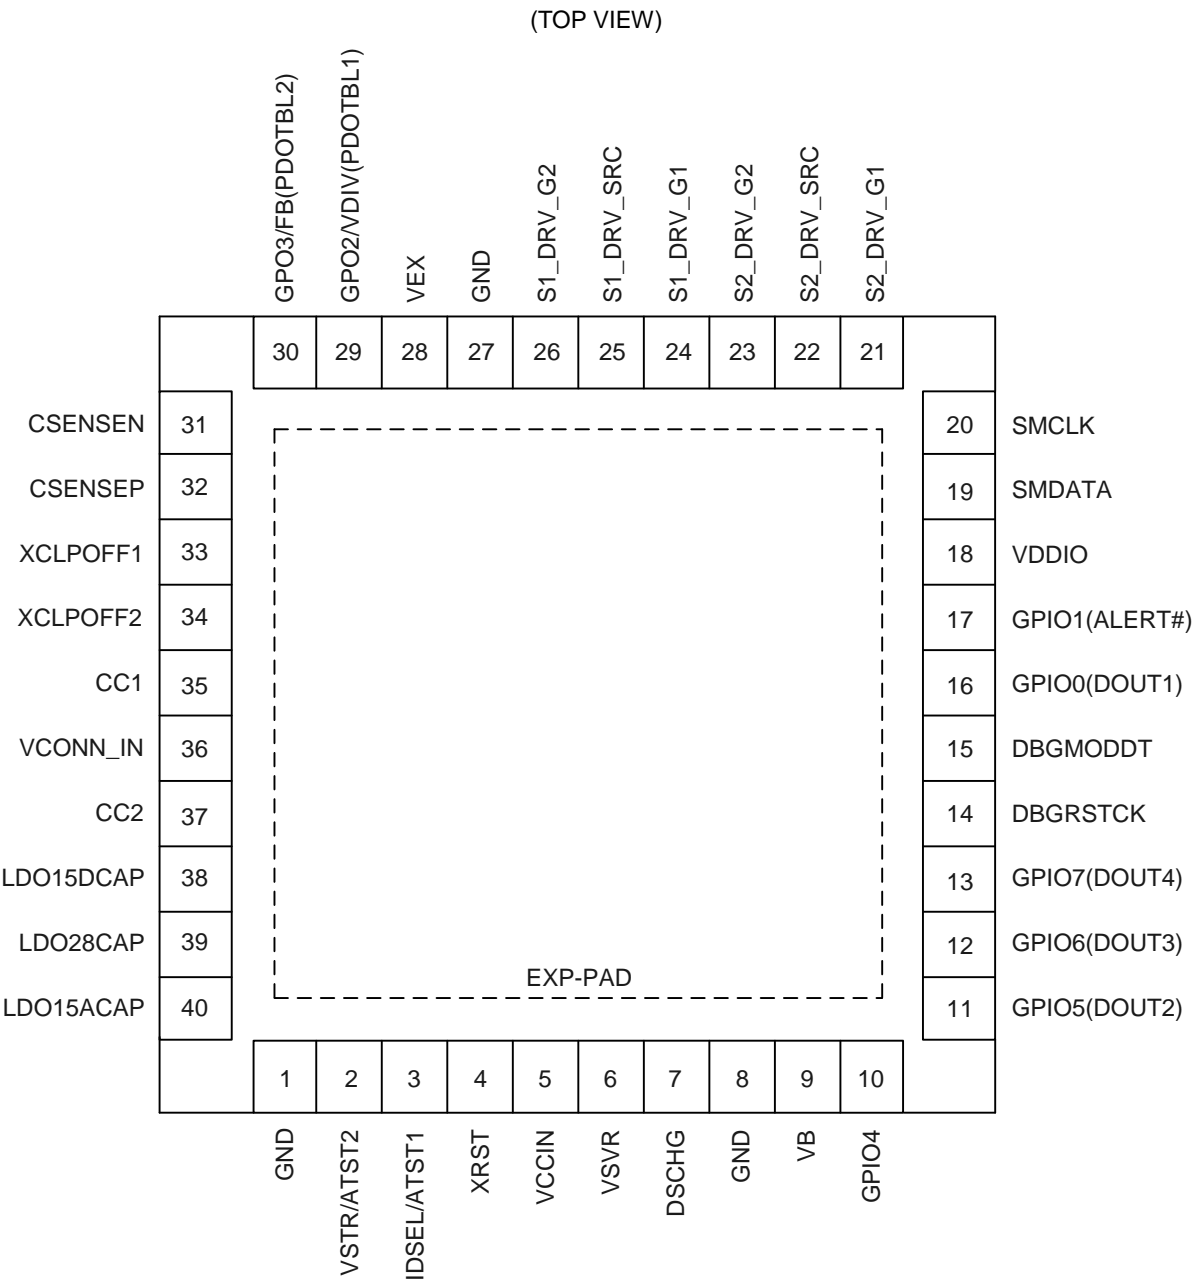 (TOP VIEW)
GPO3/FB(PDOTBL2)
GPO2/VDIV(PDOTBL1)
VEX
GND
S1_DRV_G2
S1_DRV_SRC
S1_DRV_G1
S2_DRV_G2
S2_DRV_SRC
S2_DRV_G1
30 29 28 27 26 25 24 23 22 21
CSENSEN 31 20 SMCLK
CSENSEP 32 19 SMDATA
XCLPOFF1 33 18 VDDIO
XCLPOFF2 34 17 GPIO1(ALERT#)
CC1 35 16 GPIO0(DOUT1)
VCONN_IN 36 15 DBGMODDT
CC2 37 14 DBGRSTCK
LDO15DCAP 38 13 GPIO7(DOUT4)
LDO28CAP 39 12 GPIO6(DOUT3)
EXP-PAD
LDO15ACAP 40 11 GPIO5(DOUT2)
1 2 3 4 5 6 7 8 9 10
GND
VSTR/ATST2
IDSEL/ATST1
XRST
VCCIN
VSVR
DSCHG
GND
VB
GPIO4